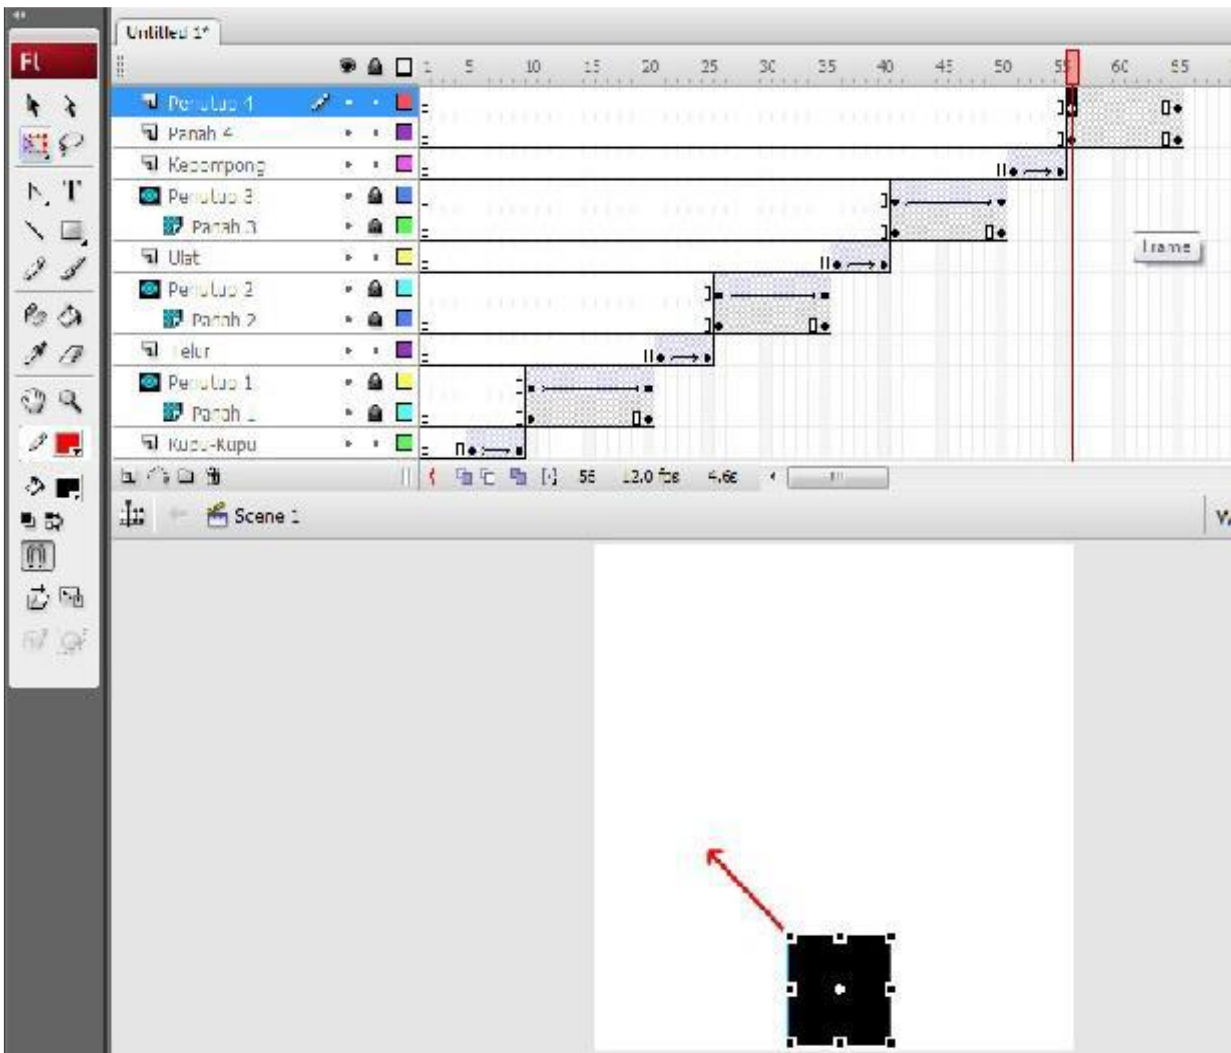 Untitled 1*
Fl
1 5 10 15 20 25 30 35 40 45 50 55 60 65
Penutup 4
Panah 4
Kepompong
Penutup 3
Panah 3
Frame
Ulat
Penutup 2
Panah 2
Telur
Penutup 1
Panah 1
Kupu-Kupu
56 12.0 fps 4.6s
Scene 1